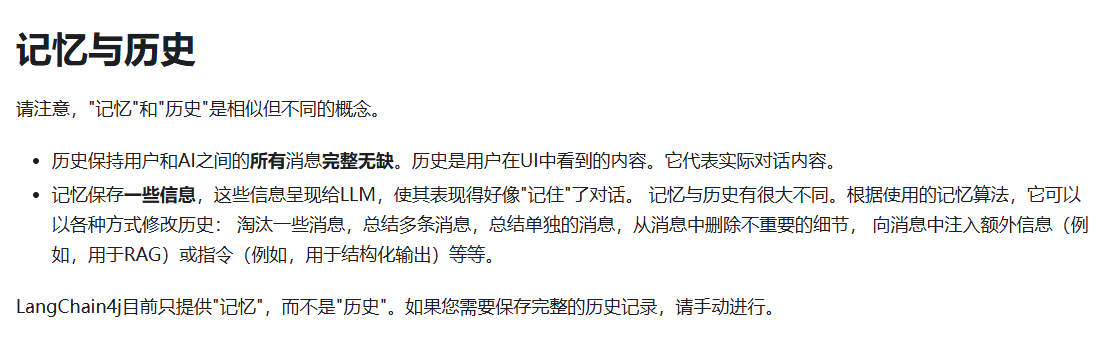 记忆与历史
请注意，"记忆"和"历史"是相似但不同的概念。
• 历史保持用户和AI之间的所有消息完整无缺。历史是用户在UI中看到的内容。它代表实际对话内容。
• 记忆保存一些信息，这些信息呈现给LLM，使其表现得好像"记住"了对话。 记忆与历史有很大不同。根据使用的记忆算法，它可以
以各种方式修改历史： 淘汰一些消息，总结多条消息，总结单独的消息，从消息中删除不重要的细节， 向消息中注入额外信息（例
如，用于RAG）或指令（例如，用于结构化输出）等等。
LangChain4j目前只提供"记忆"，而不是"历史"。如果您需要保存完整的历史记录，请手动进行。